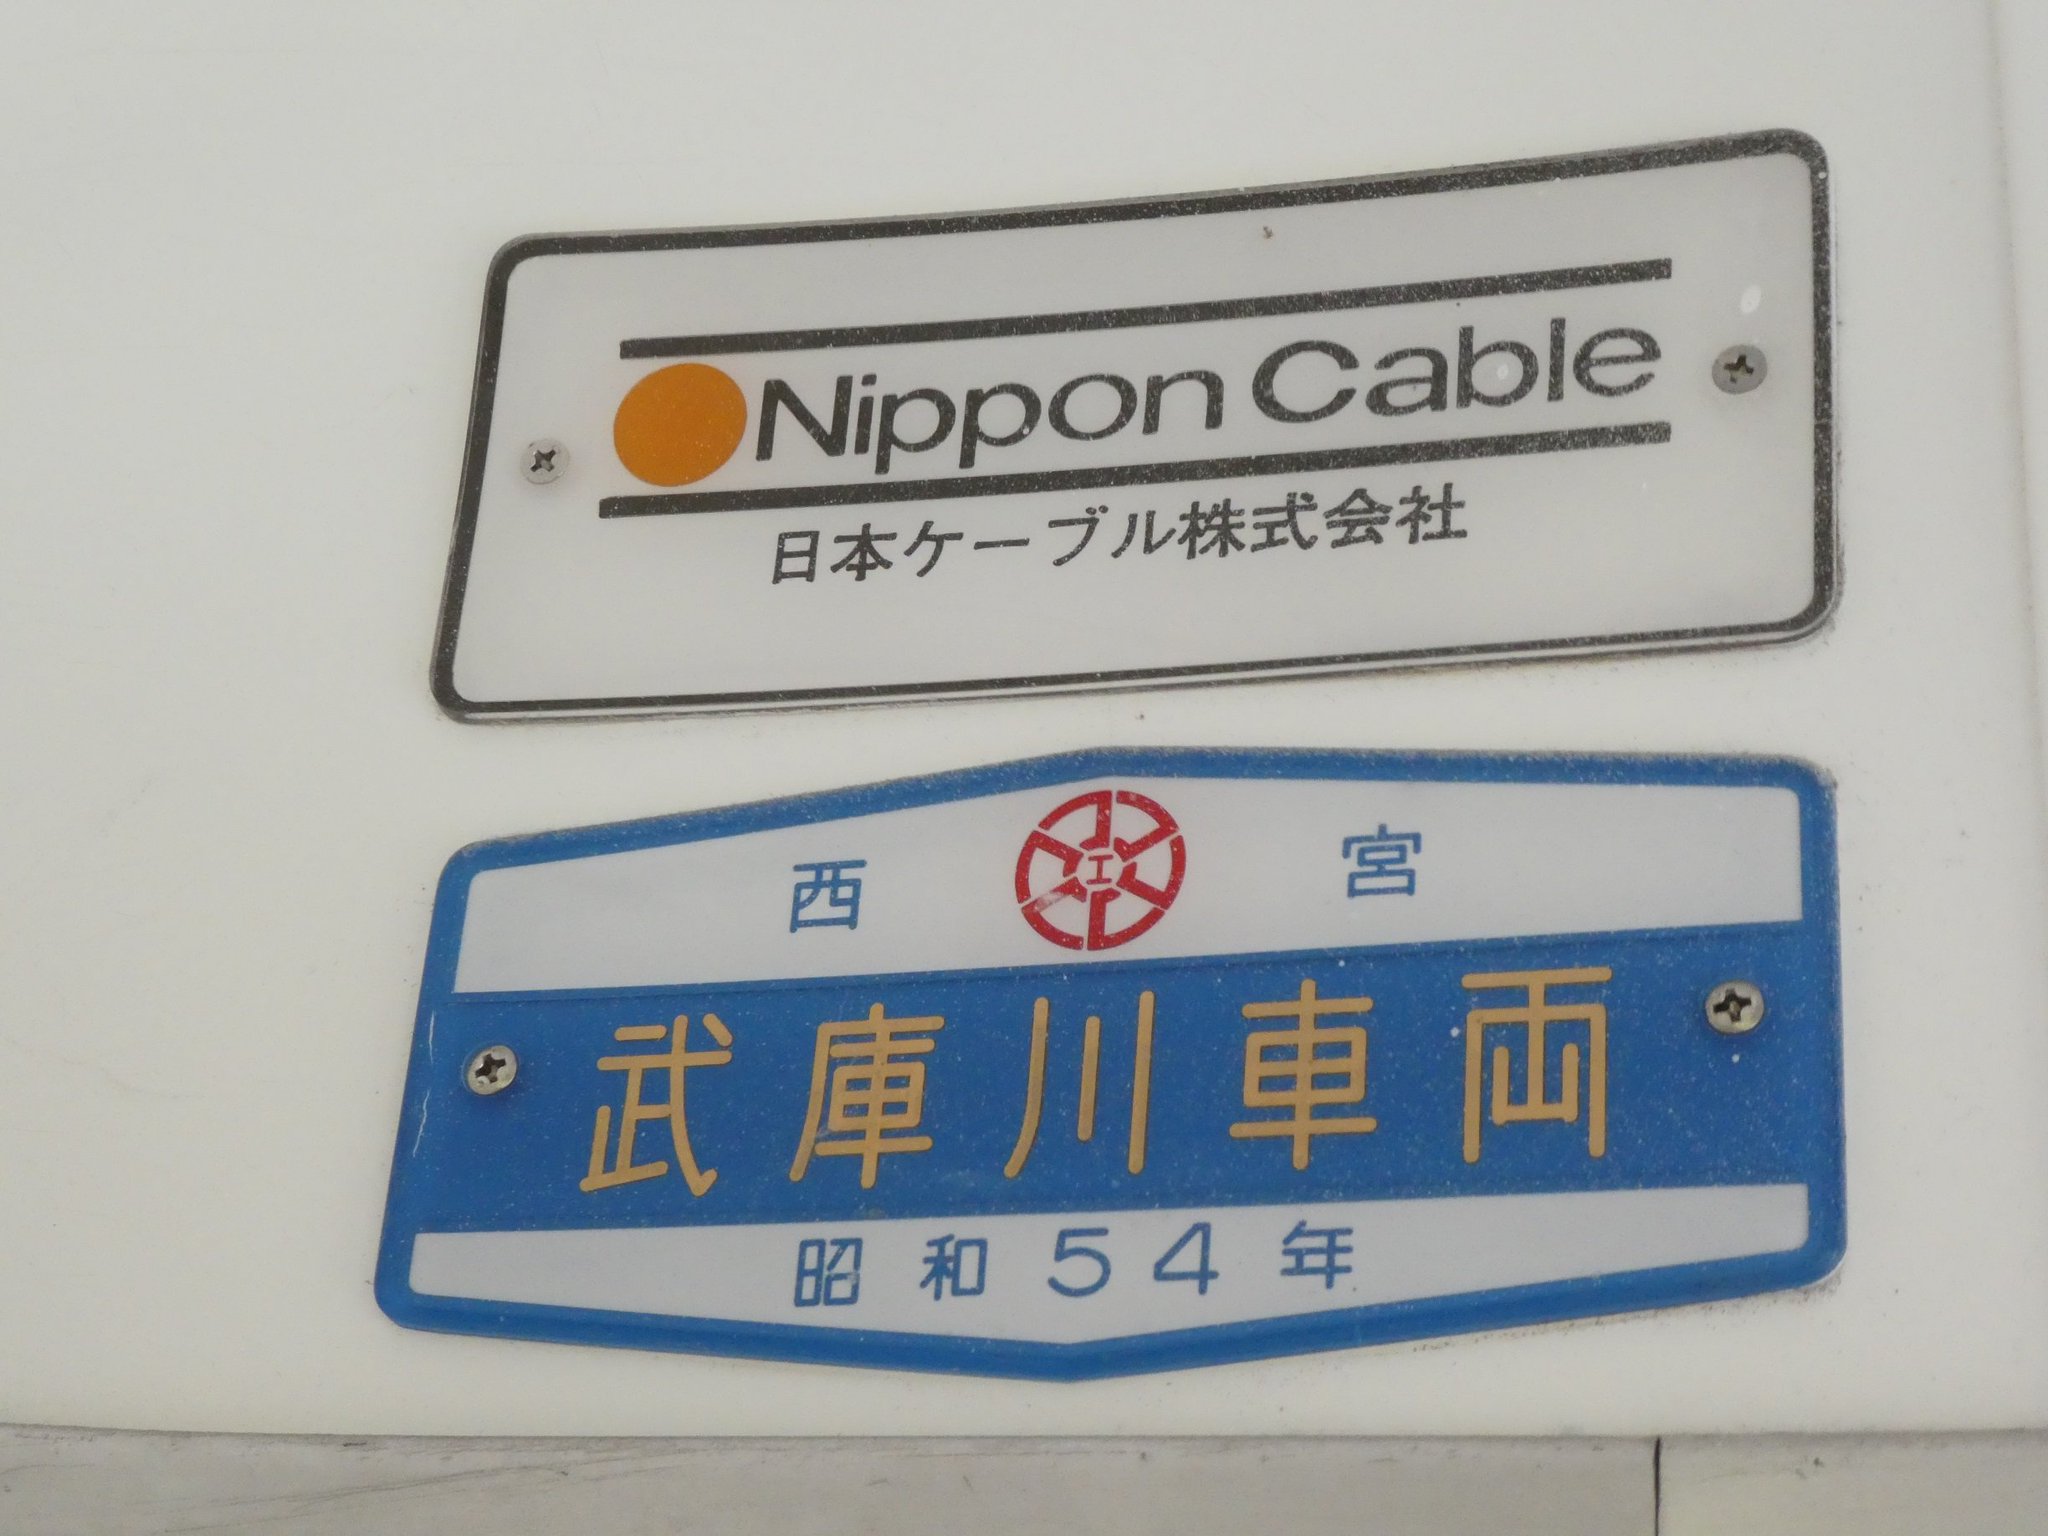 Nippon Cable
日本ケーブル株式会社
西 エ 宮
武庫川車両
昭和54年